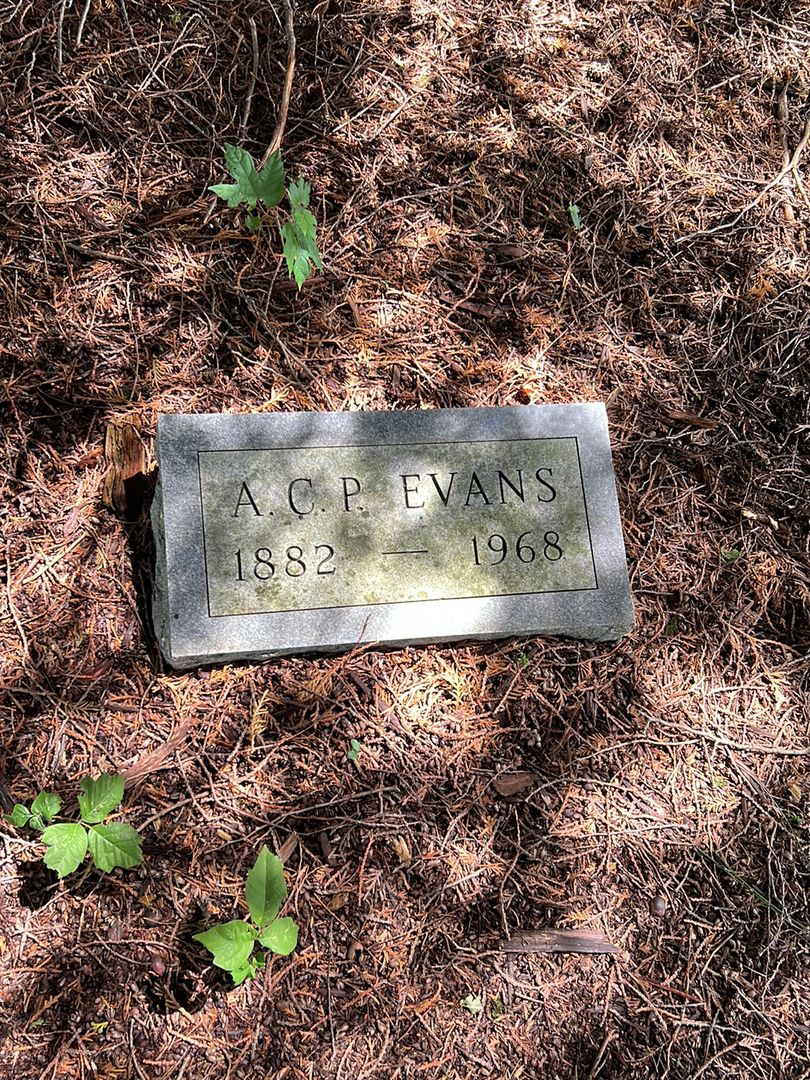 A. C. P. EVANS
1882 — 1968